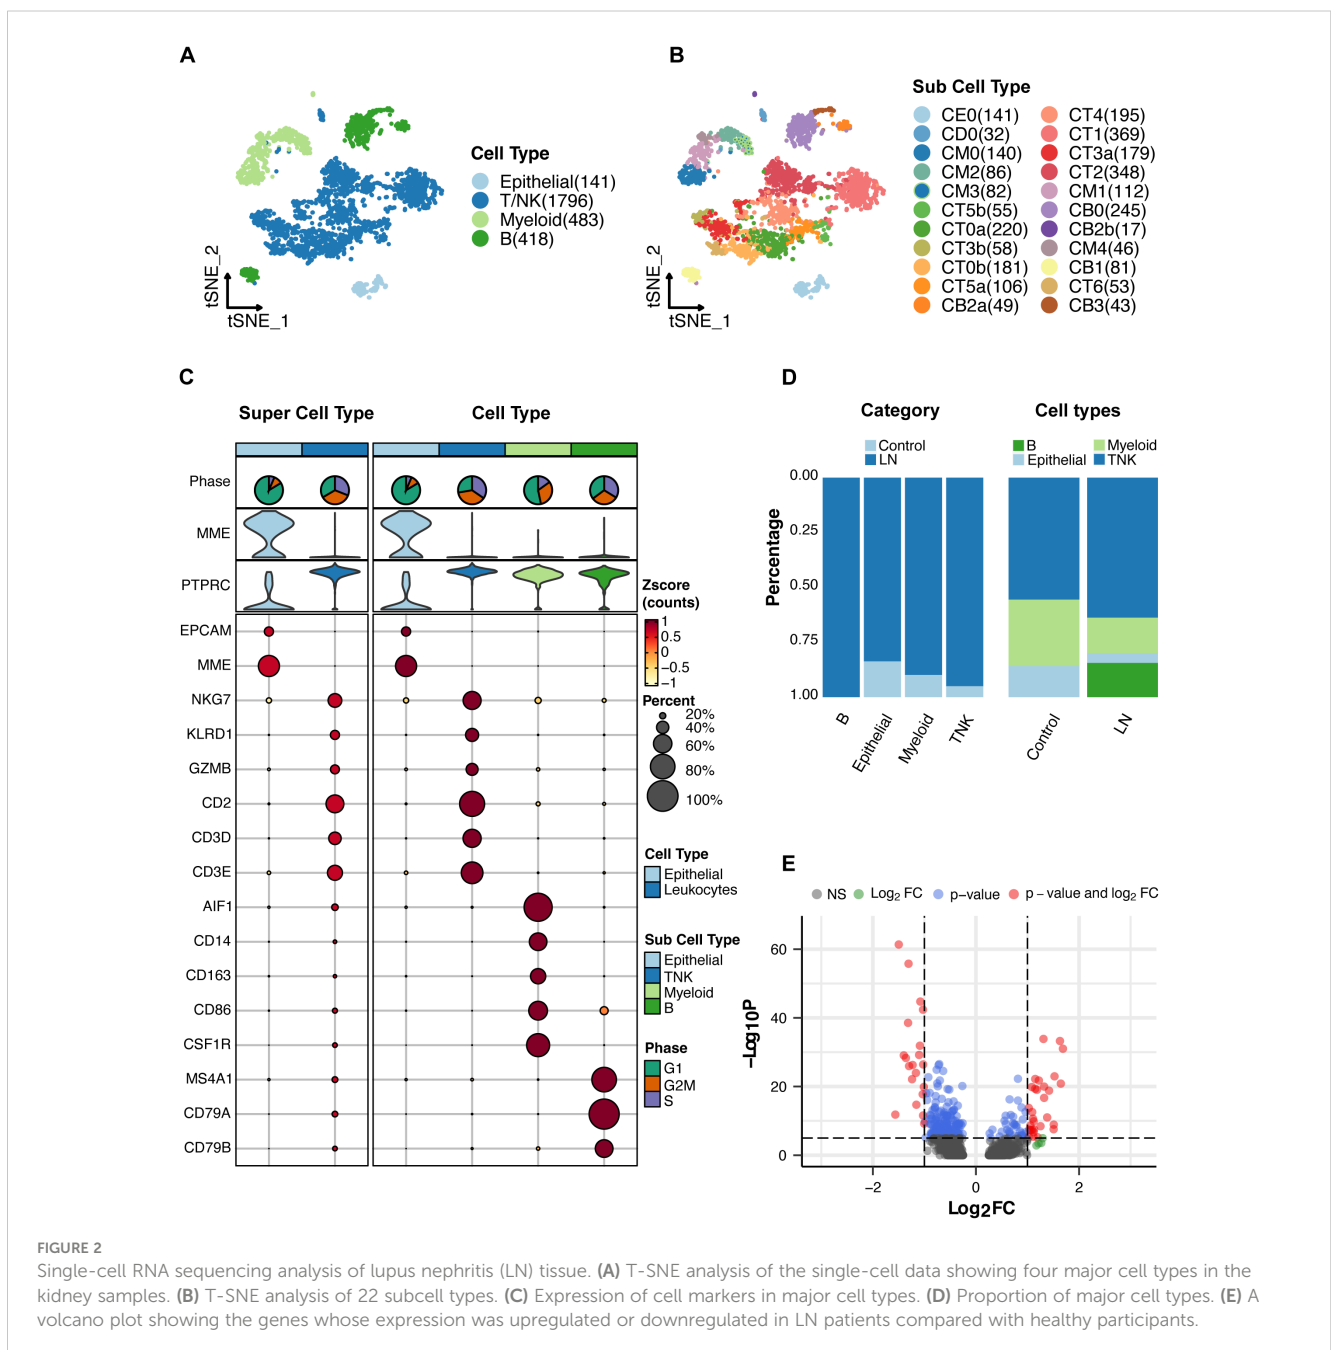 A
Cell Type
Epithelial(141)
T/NK(1796)
Myeloid(483)
B(418)
tSNE_2
tSNE_1
B
Sub Cell Type
CE0(141)
CD0(32)
CM0(140)
CM2(86)
CM3(82)
CT5b(55)
CT0a(220)
CT3b(58)
CT0b(181)
CT5a(106)
CB2a(49)
CT4(195)
CT1(369)
CT3a(179)
CT2(348)
CM1(112)
CB0(245)
CB2b(17)
CM4(46)
CB1(81)
CT6(53)
CB3(43)
tSNE_2
tSNE_1
C
Super Cell Type
Cell Type
Phase
MME
PTPRC
EPCAM
MME
NKG7
KLRD1
GZMB
CD2
CD3D
CD3E
AIF1
CD14
CD163
CD86
CSF1R
MS4A1
CD79A
CD79B
Zscore
(counts)
1
0.5
0
−0.5
−1
Percent
20%
40%
60%
80%
100%
Cell Type
Epithelial
Leukocytes
Sub Cell Type
Epithelial
TNK
Myeloid
B
Phase
G1
G2M
S
D
Category
Control
LN
Cell types
B
Epithelial
Myeloid
TNK
Percentage
0.00
0.25
0.50
0.75
1.00
B
Epithelial
Myeloid
TNK
Control
LN
E
NS
Log2 FC
p−value
p − value and log2 FC
−Log10P
60
40
20
0
−2
0
2
Log2FC
FIGURE 2
Single-cell RNA sequencing analysis of lupus nephritis (LN) tissue. (A) T-SNE analysis of the single-cell data showing four major cell types in the
kidney samples. (B) T-SNE analysis of 22 subcell types. (C) Expression of cell markers in major cell types. (D) Proportion of major cell types. (E) A
volcano plot showing the genes whose expression was upregulated or downregulated in LN patients compared with healthy participants.